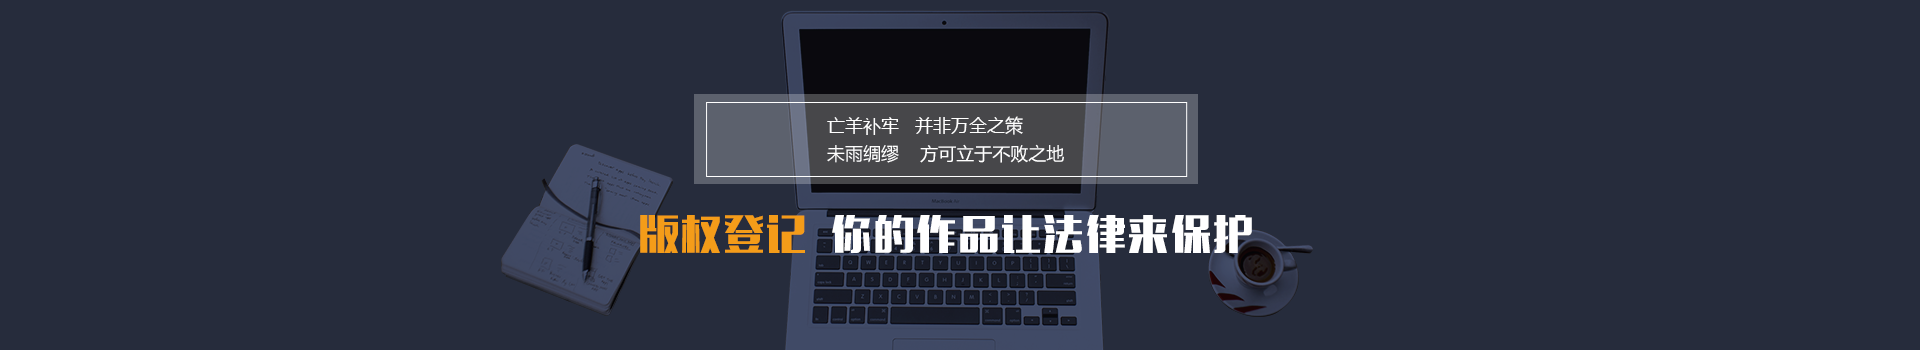 亡羊补牢 并非万全之策
未雨绸缪 方可立于不败之地
版权登记 你的作品让法律来保护